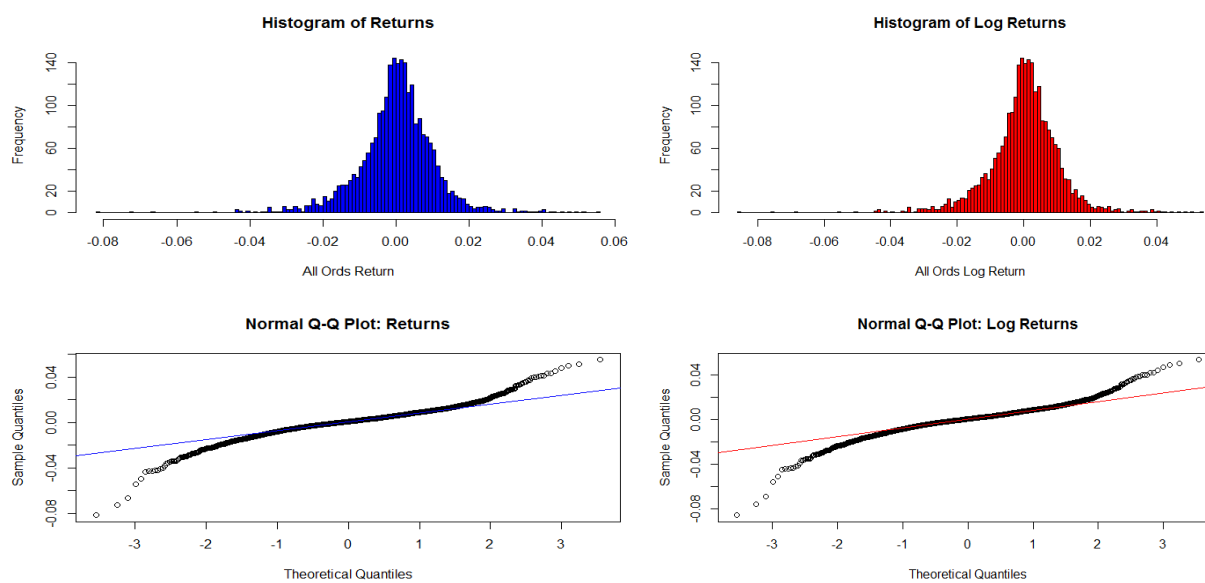 Histogram of Returns
Frequency
0 20 60 100 140
-0.08 -0.06 -0.04 -0.02 0.00 0.02 0.04 0.06
All Ords Return
Histogram of Log Returns
Frequency
0 20 60 100 140
-0.08 -0.06 -0.04 -0.02 0.00 0.02 0.04
All Ords Log Return
Normal Q-Q Plot: Returns
Sample Quantiles
-0.08 -0.04 0.00 0.04
-3 -2 -1 0 1 2 3
Theoretical Quantiles
Normal Q-Q Plot: Log Returns
Sample Quantiles
-0.08 -0.04 0.00 0.04
-3 -2 -1 0 1 2 3
Theoretical Quantiles